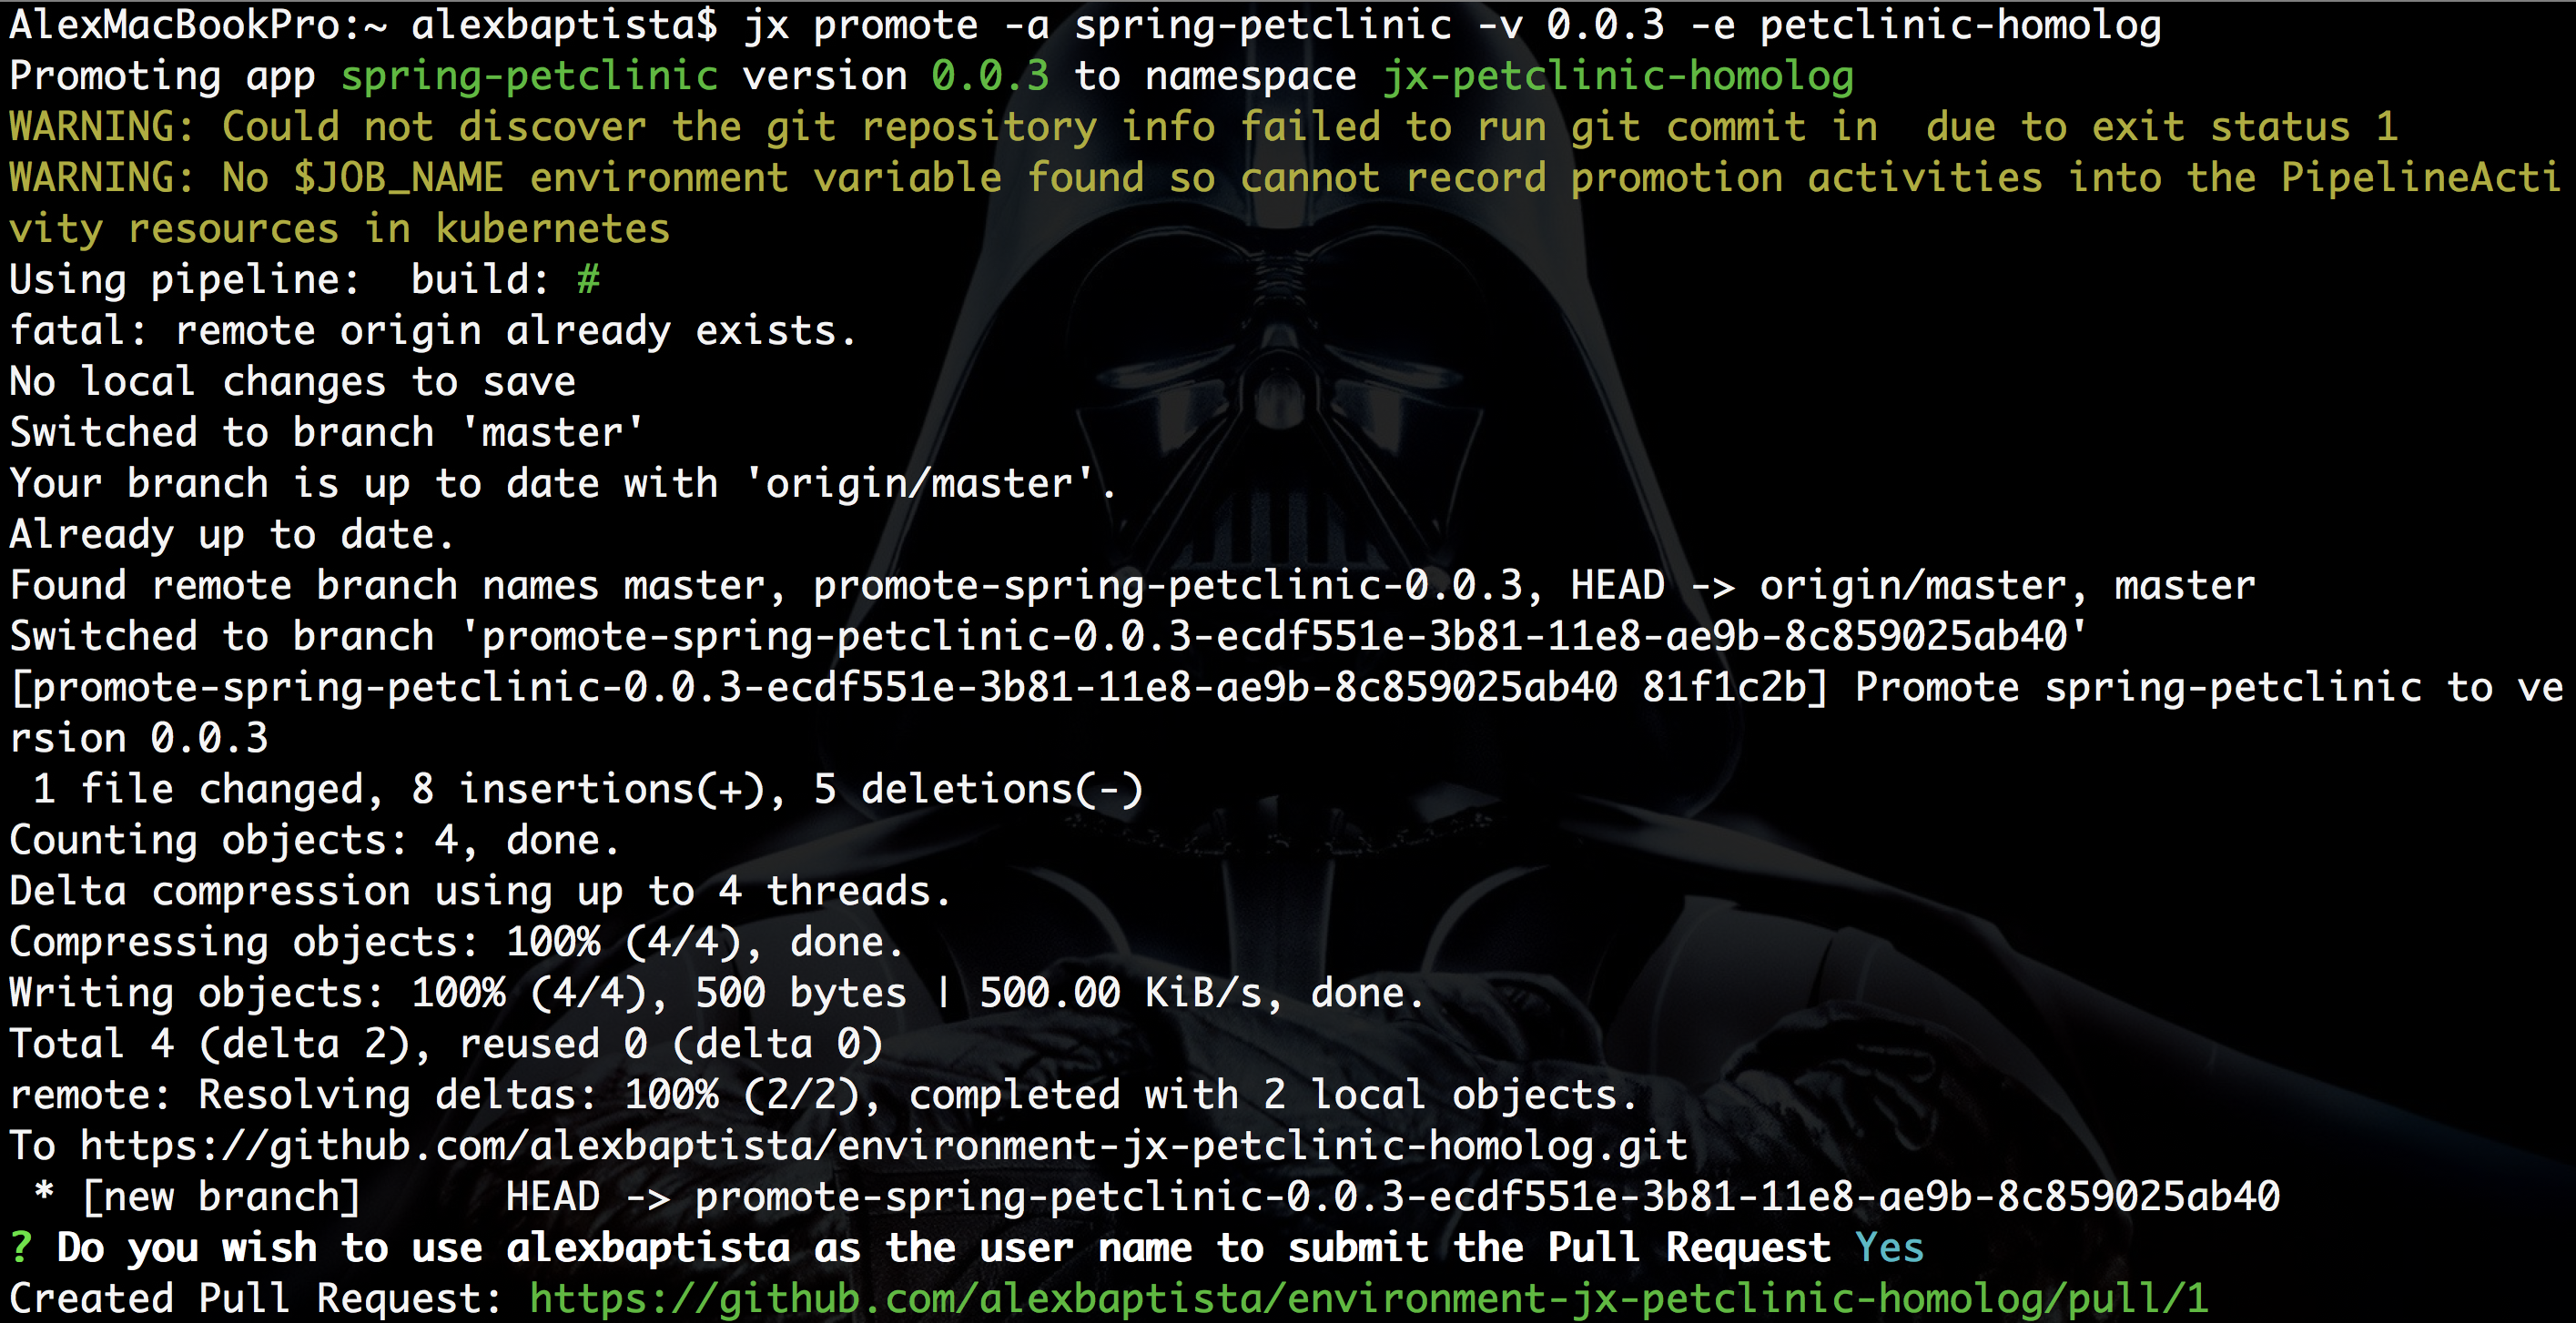 AlexMacBookPro:~ alexbaptista$ jx promote -a spring-petclinic -v 0.0.3 -e petclinic-homolog
Promoting app spring-petclinic version 0.0.3 to namespace jx-petclinic-homolog
WARNING: Could not discover the git repository info failed to run git commit in  due to exit status 1
WARNING: No $JOB_NAME environment variable found so cannot record promotion activities into the PipelineActi
vity resources in kubernetes
Using pipeline:  build: #
fatal: remote origin already exists.
No local changes to save
Switched to branch 'master'
Your branch is up to date with 'origin/master'.
Already up to date.
Found remote branch names master, promote-spring-petclinic-0.0.3, HEAD -> origin/master, master
Switched to branch 'promote-spring-petclinic-0.0.3-ecdf551e-3b81-11e8-ae9b-8c859025ab40'
[promote-spring-petclinic-0.0.3-ecdf551e-3b81-11e8-ae9b-8c859025ab40 81f1c2b] Promote spring-petclinic to ve
rsion 0.0.3
 1 file changed, 8 insertions(+), 5 deletions(-)
Counting objects: 4, done.
Delta compression using up to 4 threads.
Compressing objects: 100% (4/4), done.
Writing objects: 100% (4/4), 500 bytes | 500.00 KiB/s, done.
Total 4 (delta 2), reused 0 (delta 0)
remote: Resolving deltas: 100% (2/2), completed with 2 local objects.
To https://github.com/alexbaptista/environment-jx-petclinic-homolog.git
 * [new branch]      HEAD -> promote-spring-petclinic-0.0.3-ecdf551e-3b81-11e8-ae9b-8c859025ab40
? Do you wish to use alexbaptista as the user name to submit the Pull Request Yes
Created Pull Request: https://github.com/alexbaptista/environment-jx-petclinic-homolog/pull/1